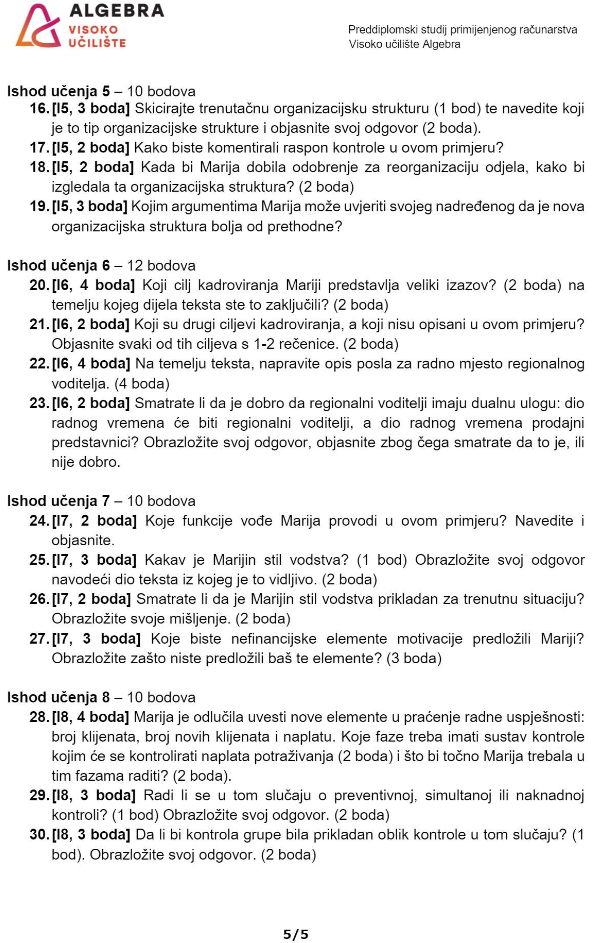 ALGEBRA
VISOKO
UČILIŠTE
Preddiplomski studij primijenjenog računarstva
Visoko učilište Algebra
Ishod učenja 5 – 10 bodova
16. [I5, 3 boda] Skicirajte trenutačnu organizacijsku strukturu (1 bod) te navedite koji
je to tip organizacijske strukture i objasnite svoj odgovor (2 boda).
17. [I5, 2 boda] Kako biste komentirali raspon kontrole u ovom primjeru?
18. [I5, 2 boda] Kada bi Marija dobila odobrenje za reorganizaciju odjela, kako bi
izgledala ta organizacijska struktura? (2 boda)
19. [I5, 3 boda] Kojim argumentima Marija može uvjeriti svojeg nadređenog da je nova
organizacijska struktura bolja od prethodne?
Ishod učenja 6 – 12 bodova
20. [I6, 4 boda] Koji cilj kadroviranja Mariji predstavlja veliki izazov? (2 boda) na
temelju kojeg dijela teksta ste to zaključili? (2 boda)
21. [I6, 2 boda] Koji su drugi ciljevi kadroviranja, a koji nisu opisani u ovom primjeru?
Objasnite svaki od tih ciljeva s 1-2 rečenice. (2 boda)
22. [I6, 4 boda] Na temelju teksta, napravite opis posla za radno mjesto regionalnog
voditelja. (4 boda)
23. [I6, 2 boda] Smatrate li da je dobro da regionalni voditelji imaju dualnu ulogu: dio
radnog vremena će biti regionalni voditelji, a dio radnog vremena prodajni
predstavnici? Obrazložite svoj odgovor, objasnite zbog čega smatrate da to je, ili
nije dobro.
Ishod učenja 7 – 10 bodova
24. [I7, 2 boda] Koje funkcije vođe Marija provodi u ovom primjeru? Navedite i
objasnite.
25. [I7, 3 boda] Kakav je Marijin stil vodstva? (1 bod) Obrazložite svoj odgovor
navodeći dio teksta iz kojeg je to vidljivo. (2 boda)
26. [I7, 2 boda] Smatrate li da je Marijin stil vodstva prikladan za trenutnu situaciju?
Obrazložite svoje mišljenje. (2 boda)
27. [I7, 3 boda] Koje biste nefinancijske elemente motivacije predložili Mariji?
Obrazložite zašto niste predložili baš te elemente? (3 boda)
Ishod učenja 8 – 10 bodova
28. [I8, 4 boda] Marija je odlučila uvesti nove elemente u praćenje radne uspješnosti:
broj klijenata, broj novih klijenata i naplatu. Koje faze treba imati sustav kontrole
kojim će se kontrolirati naplata potraživanja (2 boda) i što bi točno Marija trebala u
tim fazama raditi? (2 boda).
29. [I8, 3 boda] Radi li se u tom slučaju o preventivnoj, simultanoj ili naknadnoj
kontroli? (1 bod) Obrazložite svoj odgovor. (2 boda)
30. [I8, 3 boda] Da li bi kontrola grupe bila prikladan oblik kontrole u tom slučaju? (1
bod). Obrazložite svoj odgovor. (2 boda)
5/5